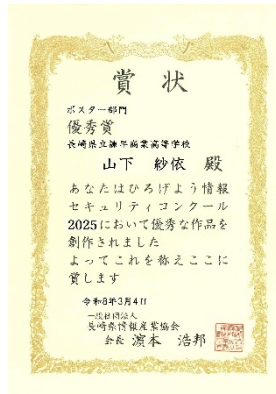 賞状
ポスター部門
優秀賞
長崎県立諫早商業高等学校
山下 紗依 殿
あなたはひろげよう情報
セキュリティコンクール
2025において優秀な作品を
創作されました
よってこれを称えここに
賞します
令和8年3月4日
一般社団法人
長崎県情報産業協会
会長 濵本 浩邦